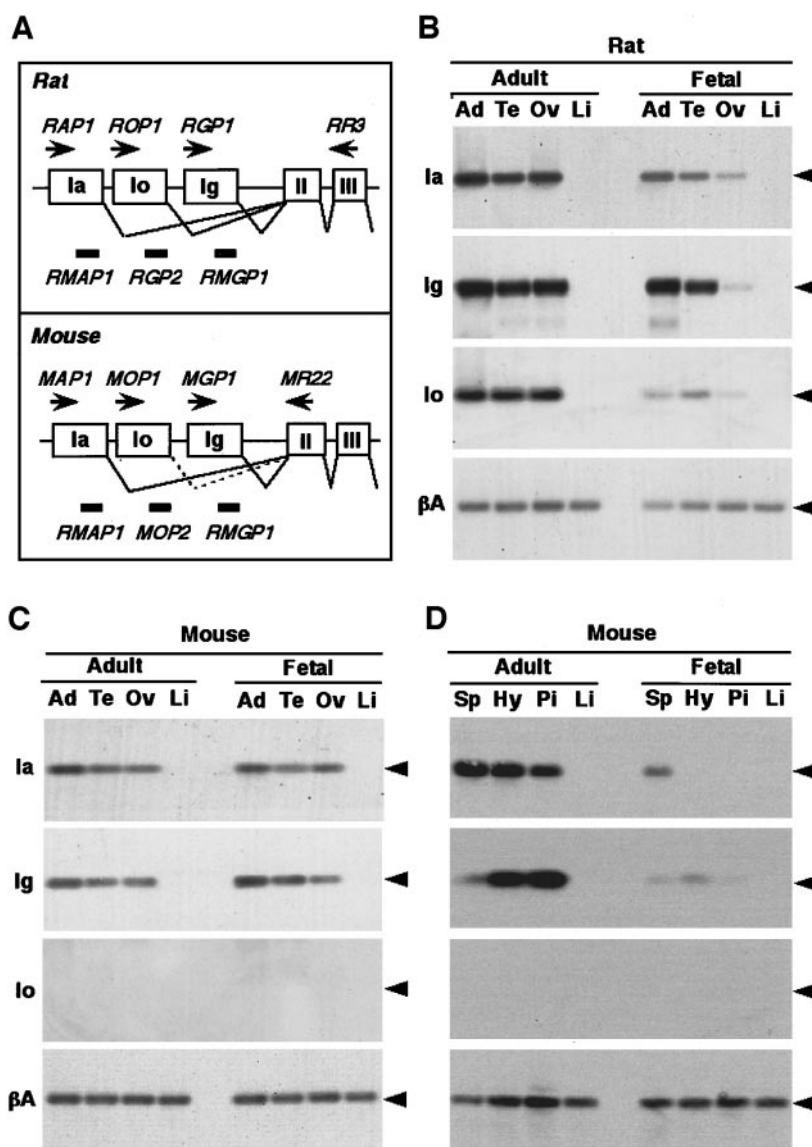 A
Rat
RAP1 ROP1 RGP1 RR3
Ia Io Ig II III
RMAP1 RGP2 RMGP1
Mouse
MAP1 MOP1 MGP1 MR22
Ia Io Ig II III
RMAP1 MOP2 RMGP1
B
Rat
Adult Fetal
Ad Te Ov Li Ad Te Ov Li
Ia
Ig
Io
βA
C
Mouse
Adult Fetal
Ad Te Ov Li Ad Te Ov Li
Ia
Ig
Io
βA
D
Mouse
Adult Fetal
Sp Hy Pi Li Sp Hy Pi Li